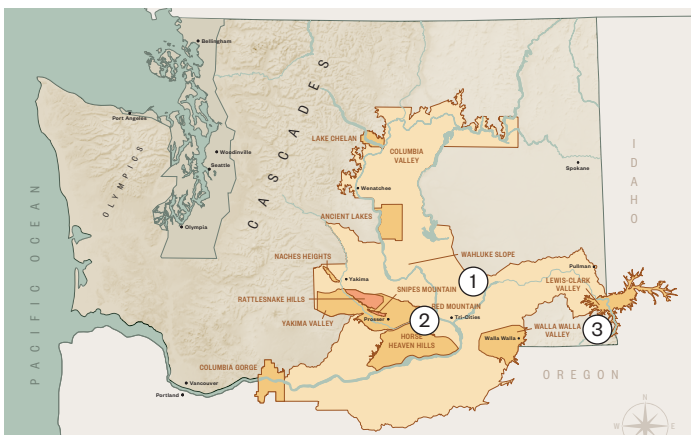 Bellingham
CASCADES
Port Angeles
OLYMPICS
Woodinville
Seattle
Olympia
PACIFIC OCEAN
LAKE CHELAN
COLUMBIA
VALLEY
Wenatchee
Spokane
IDAHO
ANCIENT LAKES
NACHES HEIGHTS
WAHLUKE SLOPE
Yakima
Pullman
1
SNIPES MOUNTAIN
LEWIS-CLARK
VALLEY
RATTLESNAKE HILLS
RED MOUNTAIN
Prosser
2
Tri-Cities
YAKIMA VALLEY
WALLA WALLA
VALLEY
3
HORSE
HEAVEN HILLS
Walla Walla
COLUMBIA GORGE
OREGON
Vancouver
Portland
N
W
E